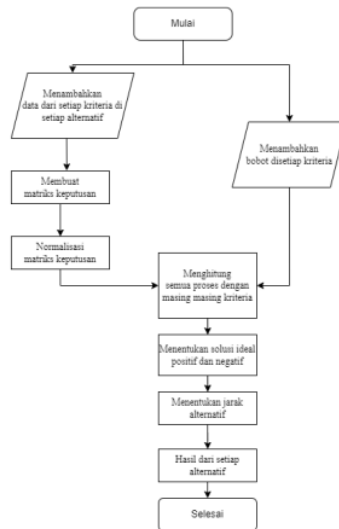 Mulai
Menambahkan
data dari setiap kriteria di
setiap alternatif
Menambahkan
bobot disetiap kriteria
Membuat
matriks keputusan
Normalisasi
matriks keputusan
Menghitung
semua proses dengan
masing masing kriteria
Menentukan solusi ideal
positif dan negatif
Menentukan jarak
alternatif
Hasil dari setiap
alternatif
Selesai